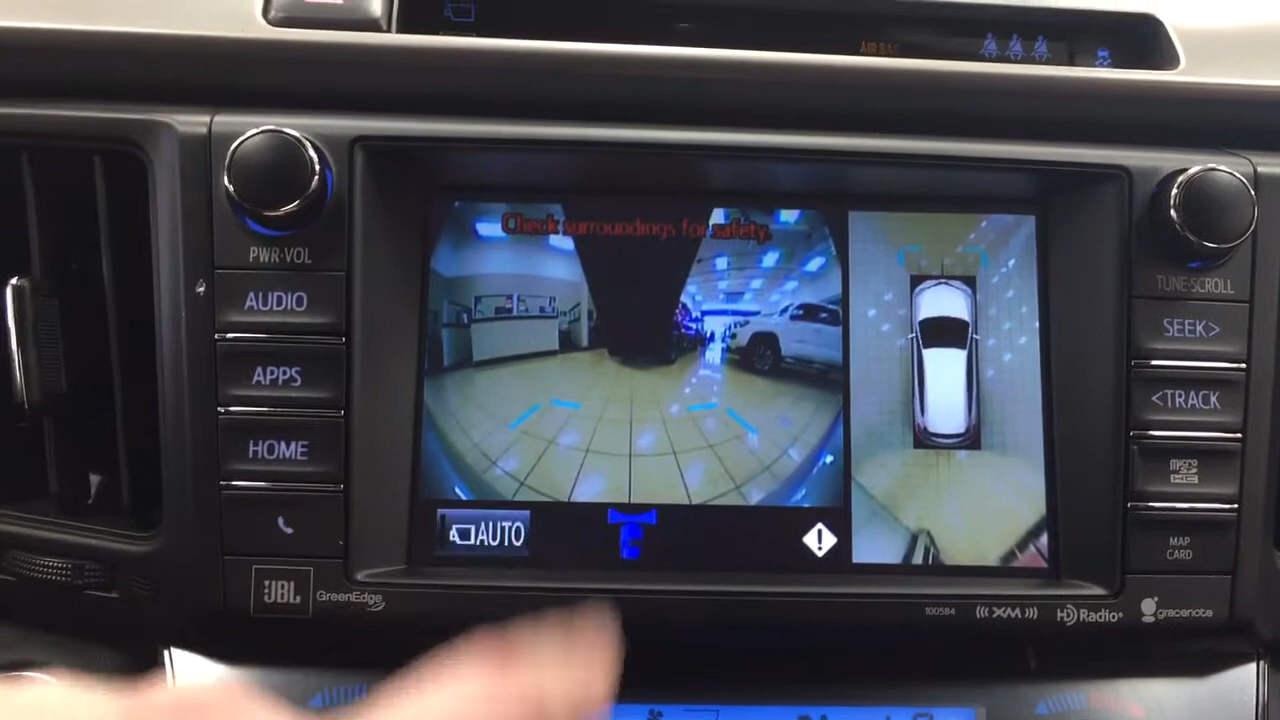 AIR BAG
PWR·VOL
AUDIO
APPS
HOME
JBL
GreenEdge
Check surroundings for safety.
AUTO
!
TUNE·SCROLL
SEEK>
<TRACK
micro
SD
HC
MAP
CARD
100584
((( XM )))
HD Radio
gracenote